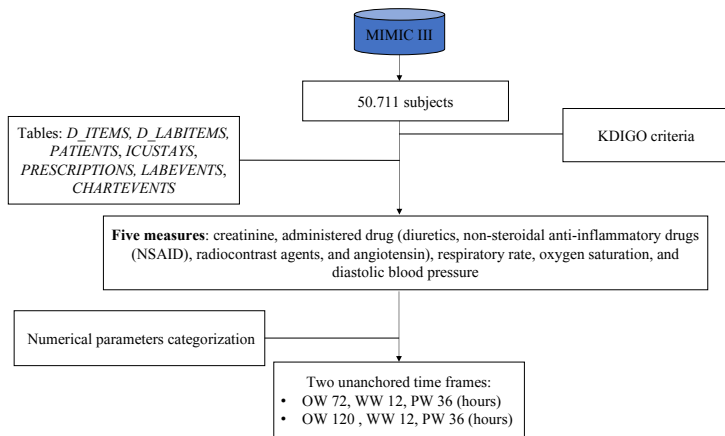 MIMIC III
50.711 subjects
Tables: D_ITEMS, D_LABITEMS,
PATIENTS, ICUSTAYS,
PRESCRIPTIONS, LABEVENTS,
CHARTEVENTS
KDIGO criteria
Five measures: creatinine, administered drug (diuretics, non-steroidal anti-inflammatory drugs
(NSAID), radiocontrast agents, and angiotensin), respiratory rate, oxygen saturation, and
diastolic blood pressure
Numerical parameters categorization
Two unanchored time frames:
• OW 72, WW 12, PW 36 (hours)
• OW 120 , WW 12, PW 36 (hours)